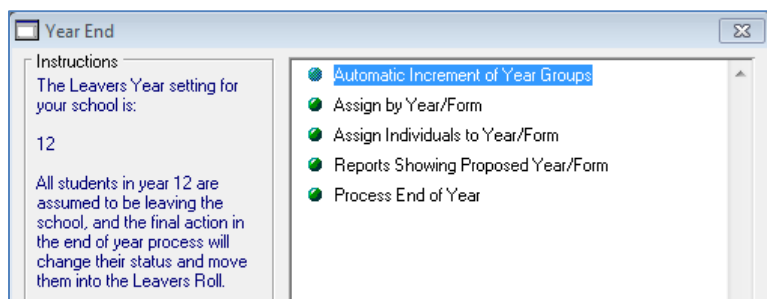 Year End
Instructions
The Leavers Year setting for
your school is:
12
All students in year 12 are
assumed to be leaving the
school, and the final action in
the end of year process will
change their status and move
them into the Leavers Roll.
Automatic Increment of Year Groups
Assign by Year/Form
Assign Individuals to Year/Form
Reports Showing Proposed Year/Form
Process End of Year